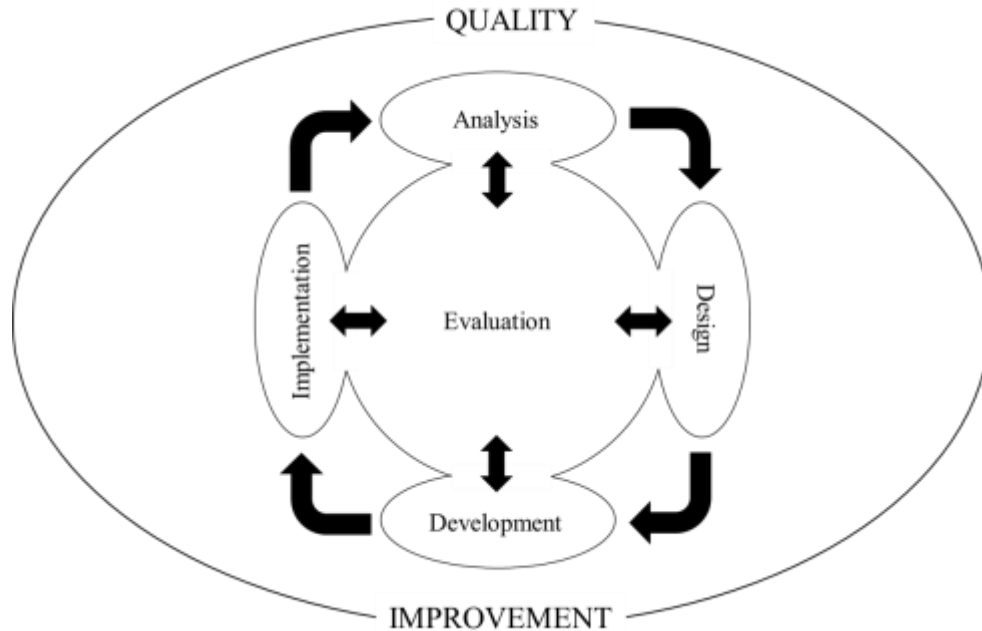 QUALITY
Analysis
Implementation
Evaluation
Design
Development
IMPROVEMENT